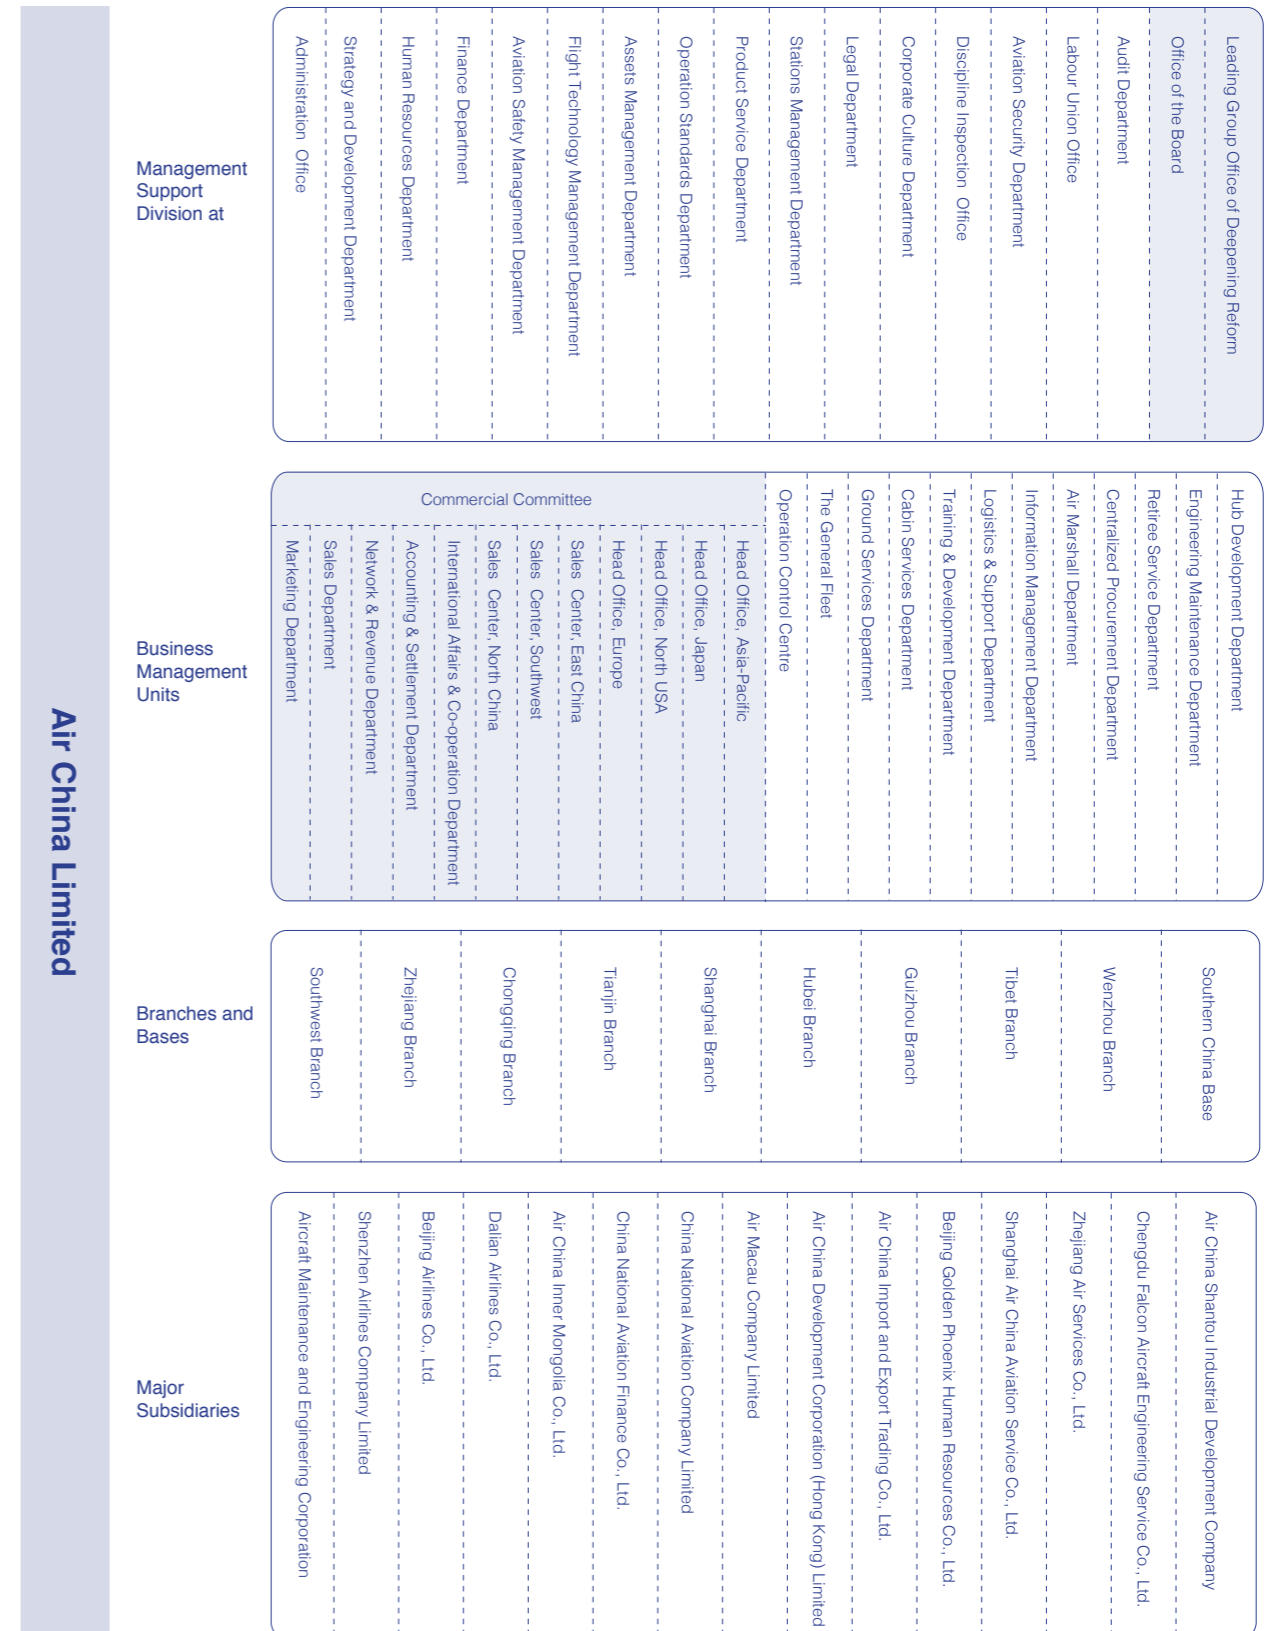 Air China Limited
Management
Support
Division at
Administration Office
Strategy and Development Department
Human Resources Department
Finance Department
Aviation Safety Management Department
Flight Technology Management Department
Assets Management Department
Operation Standards Department
Product Service Department
Stations Management Department
Legal Department
Corporate Culture Department
Discipline Inspection Office
Aviation Security Department
Labour Union Office
Audit Department
Office of the Board
Leading Group Office of Deepening Reform
Business
Management
Units
Commercial Committee
Marketing Department
Sales Department
Network & Revenue Department
Accounting & Settlement Department
International Affairs & Co-operation Department
Sales Center, North China
Sales Center, Southwest
Sales Center, East China
Head Office, Europe
Head Office, North USA
Head Office, Japan
Head Office, Asia-Pacific
Operation Control Centre
The General Fleet
Ground Services Department
Cabin Services Department
Training & Development Department
Logistics & Support Department
Information Management Department
Air Marshall Department
Centralized Procurement Department
Retiree Service Department
Engineering Maintenance Department
Hub Development Department
Branches and
Bases
Southwest Branch
Zhejiang Branch
Chongqing Branch
Tianjin Branch
Shanghai Branch
Hubei Branch
Guizhou Branch
Tibet Branch
Wenzhou Branch
Southern China Base
Major
Subsidiaries
Aircraft Maintenance and Engineering Corporation
Shenzhen Airlines Company Limited
Beijing Airlines Co., Ltd.
Dalian Airlines Co., Ltd.
Air China Inner Mongolia Co., Ltd.
China National Aviation Finance Co., Ltd.
China National Aviation Company Limited
Air Macau Company Limited
Air China Development Corporation (Hong Kong) Limited
Air China Import and Export Trading Co., Ltd.
Beijing Golden Phoenix Human Resources Co., Ltd.
Shanghai Air China Aviation Service Co., Ltd.
Zhejiang Air Services Co., Ltd.
Chengdu Falcon Aircraft Engineering Service Co., Ltd.
Air China Shantou Industrial Development Company